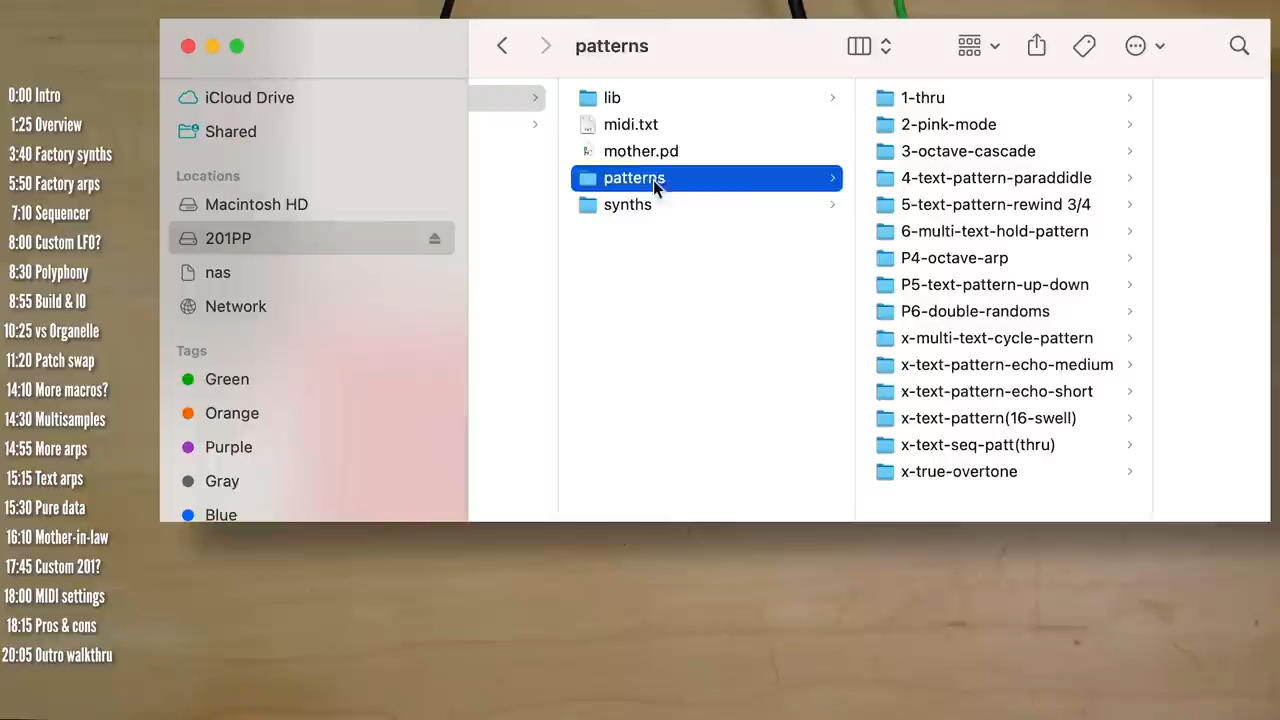 0:00 Intro
1:25 Overview
3:40 Factory synths
5:50 Factory arps
7:10 Sequencer
8:00 Custom LFO?
8:30 Polyphony
8:55 Build & IO
10:25 vs Organelle
11:20 Patch swap
14:10 More macros?
14:30 Multisamples
14:55 More arps
15:15 Text arps
15:30 Pure data
16:10 Mother-in-law
17:45 Custom 201?
18:00 MIDI settings
18:15 Pros & cons
20:05 Outro walkthru
patterns
iCloud Drive
Shared
Locations
Macintosh HD
201PP
nas
Network
Tags
Green
Orange
Purple
Gray
Blue
lib
midi.txt
mother.pd
patterns
synths
1-thru
2-pink-mode
3-octave-cascade
4-text-pattern-paraddidle
5-text-pattern-rewind 3/4
6-multi-text-hold-pattern
P4-octave-arp
P5-text-pattern-up-down
P6-double-randoms
x-multi-text-cycle-pattern
x-text-pattern-echo-medium
x-text-pattern-echo-short
x-text-pattern(16-swell)
x-text-seq-patt(thru)
x-true-overtone